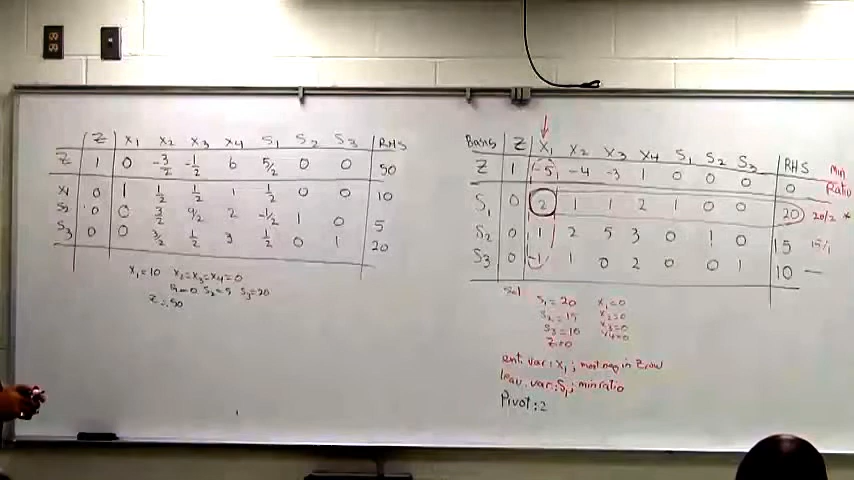 Z X₁ X₂ X₃ X₄ S₁ S₂ S₃ RHS
Z 1 0 -3/2 -1/2 6 5/2 0 0 50
X₁ 0 1 1/2 1/2 1 1/2 0 0 10
S₂ 0 0 3/2 9/2 2 -1/2 1 0 5
S₃ 0 0 3/2 1/2 3 1/2 0 1 20
X₁=10 X₂=X₃=X₄=0
S₁=0 S₂=5 S₃=20
Z=50
Basis Z X₁ X₂ X₃ X₄ S₁ S₂ S₃ RHS Min Ratio
Z 1 -5 -4 -3 1 0 0 0 0
S₁ 0 2 1 1 2 1 0 0 20 20/2 *
S₂ 0 1 2 5 3 0 1 0 15 15/1
S₃ 0 -1 1 0 2 0 0 1 10 —
S₁=20 X₁=0
S₂=15 X₂=0
S₃=10 X₃=0
Z=0 X₄=0
ent. var: X₁; most neg in Z row
leav. var: S₁; min ratio
Pivot: 2